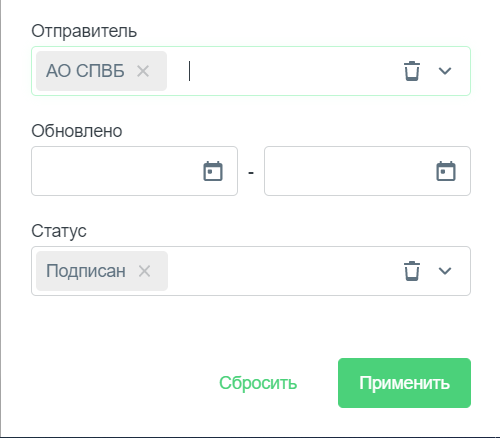 Отправитель
АО СПВБ
Обновлено
-
Статус
Подписан
Сбросить Применить